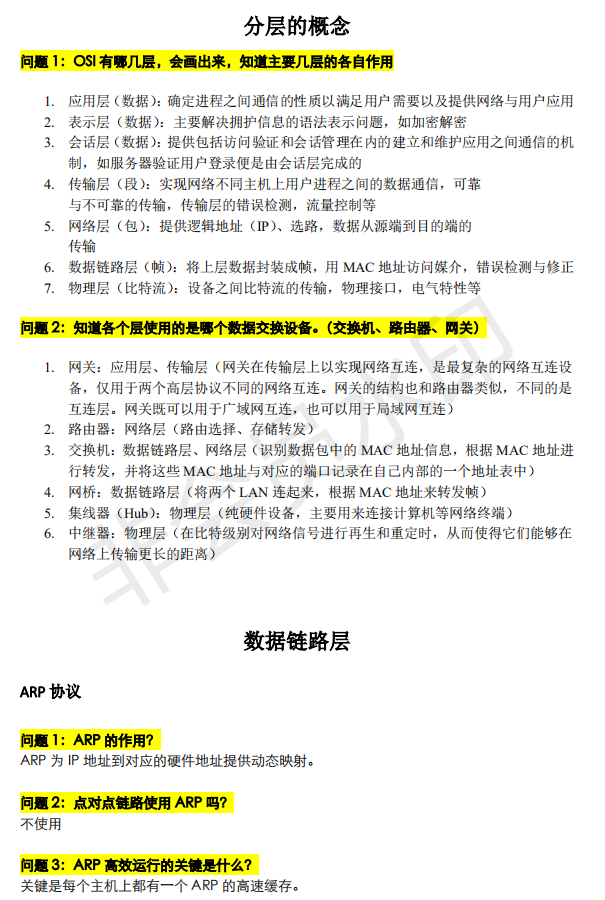 分层的概念
问题 1：OSI 有哪几层，会画出来，知道主要几层的各自作用
1. 应用层（数据）：确定进程之间通信的性质以满足用户需要以及提供网络与用户应用
2. 表示层（数据）：主要解决拥护信息的语法表示问题，如加密解密
3. 会话层（数据）：提供包括访问验证和会话管理在内的建立和维护应用之间通信的机
制，如服务器验证用户登录便是由会话层完成的
4. 传输层（段）：实现网络不同主机上用户进程之间的数据通信，可靠
与不可靠的传输，传输层的错误检测，流量控制等
5. 网络层（包）：提供逻辑地址（IP）、选路，数据从源端到目的端的
传输
6. 数据链路层（帧）：将上层数据封装成帧，用 MAC 地址访问媒介，错误检测与修正
7. 物理层（比特流）：设备之间比特流的传输，物理接口，电气特性等
问题 2：知道各个层使用的是哪个数据交换设备。（交换机、路由器、网关）
1. 网关：应用层、传输层（网关在传输层上以实现网络互连，是最复杂的网络互连设
备，仅用于两个高层协议不同的网络互连。网关的结构也和路由器类似，不同的是
互连层。网关既可以用于广域网互连，也可以用于局域网互连）
2. 路由器：网络层（路由选择、存储转发）
3. 交换机：数据链路层、网络层（识别数据包中的 MAC 地址信息，根据 MAC 地址进
行转发，并将这些 MAC 地址与对应的端口记录在自己内部的一个地址表中）
4. 网桥：数据链路层（将两个 LAN 连起来，根据 MAC 地址来转发帧）
5. 集线器（Hub）：物理层（纯硬件设备，主要用来连接计算机等网络终端）
6. 中继器：物理层（在比特级别对网络信号进行再生和重定时，从而使得它们能够在
网络上传输更长的距离）
非会员水印
数据链路层
ARP 协议
问题 1：ARP 的作用？
ARP 为 IP 地址到对应的硬件地址提供动态映射。
问题 2：点对点链路使用 ARP 吗？
不使用
问题 3：ARP 高效运行的关键是什么？
关键是每个主机上都有一个 ARP 的高速缓存。